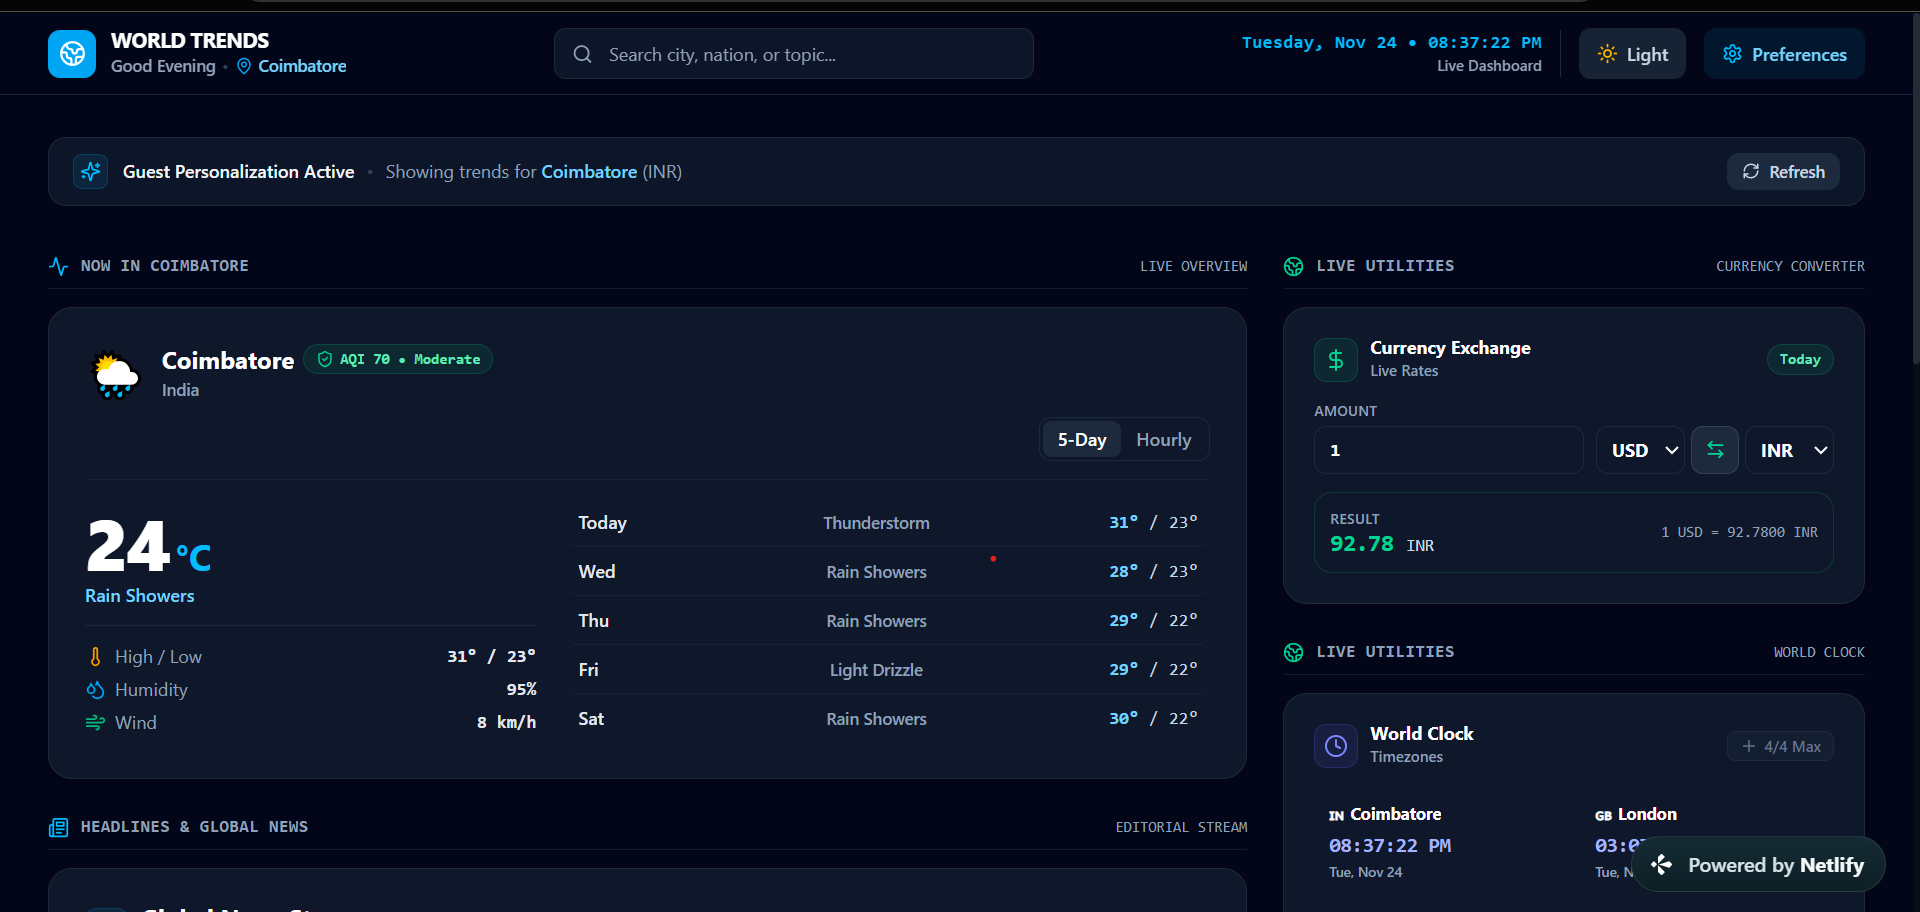 WORLD TRENDS
Good Evening • Coimbatore
Search city, nation, or topic...
Tuesday, Nov 24 • 08:37:22 PM
Live Dashboard
Light
Preferences
Guest Personalization Active • Showing trends for Coimbatore (INR)
Refresh
NOW IN COIMBATORE
LIVE OVERVIEW
Coimbatore
AQI 70 • Moderate
India
5-Day
Hourly
24°C
Rain Showers
High / Low 31° / 23°
Humidity 95%
Wind 8 km/h
Today Thunderstorm 31° / 23°
Wed Rain Showers 28° / 23°
Thu Rain Showers 29° / 22°
Fri Light Drizzle 29° / 22°
Sat Rain Showers 30° / 22°
HEADLINES & GLOBAL NEWS
EDITORIAL STREAM
LIVE UTILITIES
CURRENCY CONVERTER
Currency Exchange
Live Rates
Today
AMOUNT
1
USD
INR
RESULT
92.78 INR
1 USD = 92.7800 INR
LIVE UTILITIES
WORLD CLOCK
World Clock
Timezones
+ 4/4 Max
IN Coimbatore
08:37:22 PM
Tue, Nov 24
GB London
Tue,
Powered by Netlify